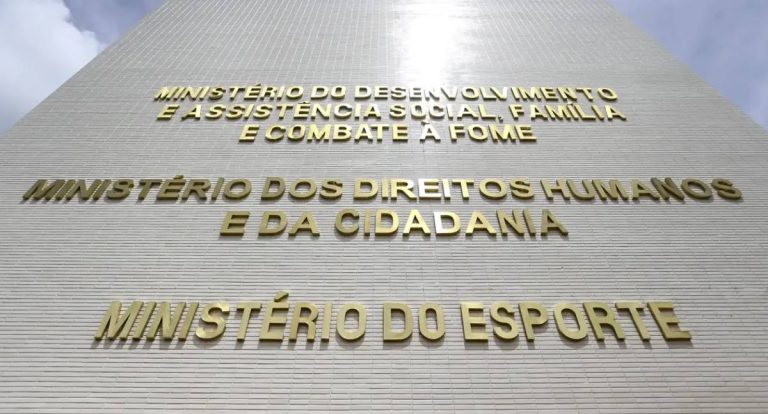 MINISTÉRIO DO DESENVOLVIMENTO
E ASSISTÊNCIA SOCIAL, FAMÍLIA
E COMBATE À FOME
MINISTÉRIO DOS DIREITOS HUMANOS
E DA CIDADANIA
MINISTÉRIO DO ESPORTE